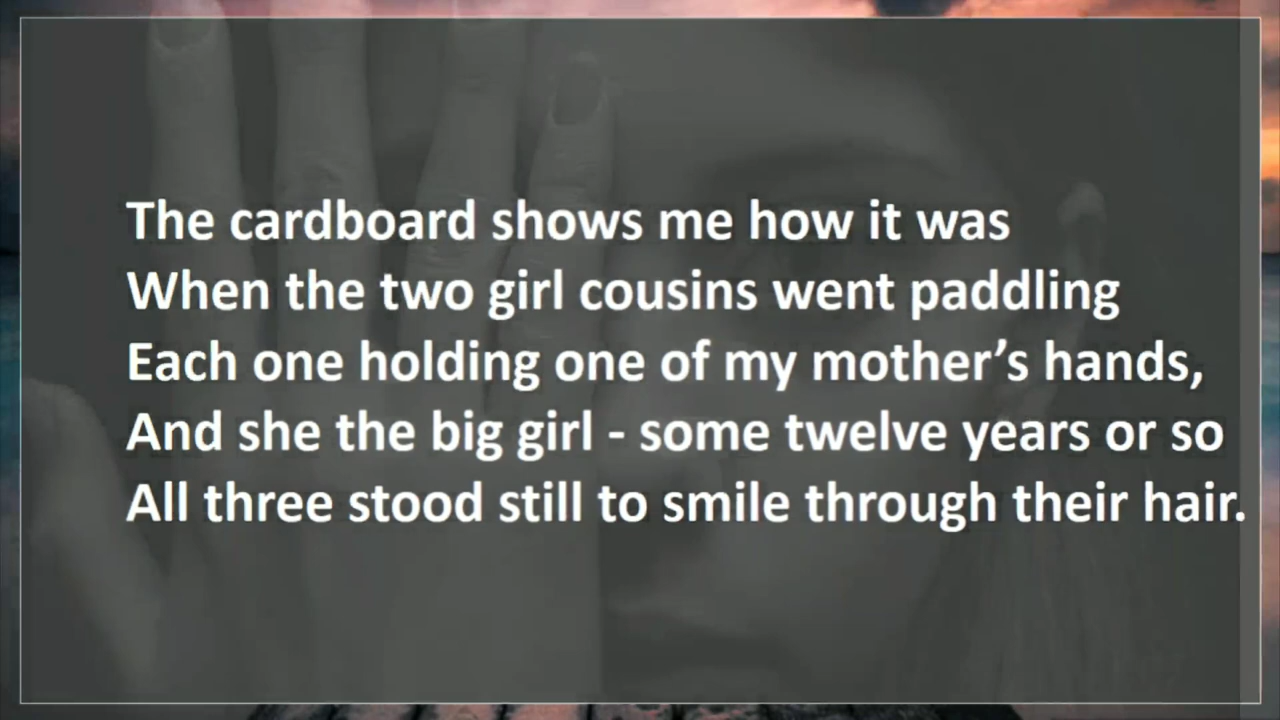 The cardboard shows me how it was
When the two girl cousins went paddling
Each one holding one of my mother’s hands,
And she the big girl - some twelve years or so
All three stood still to smile through their hair.